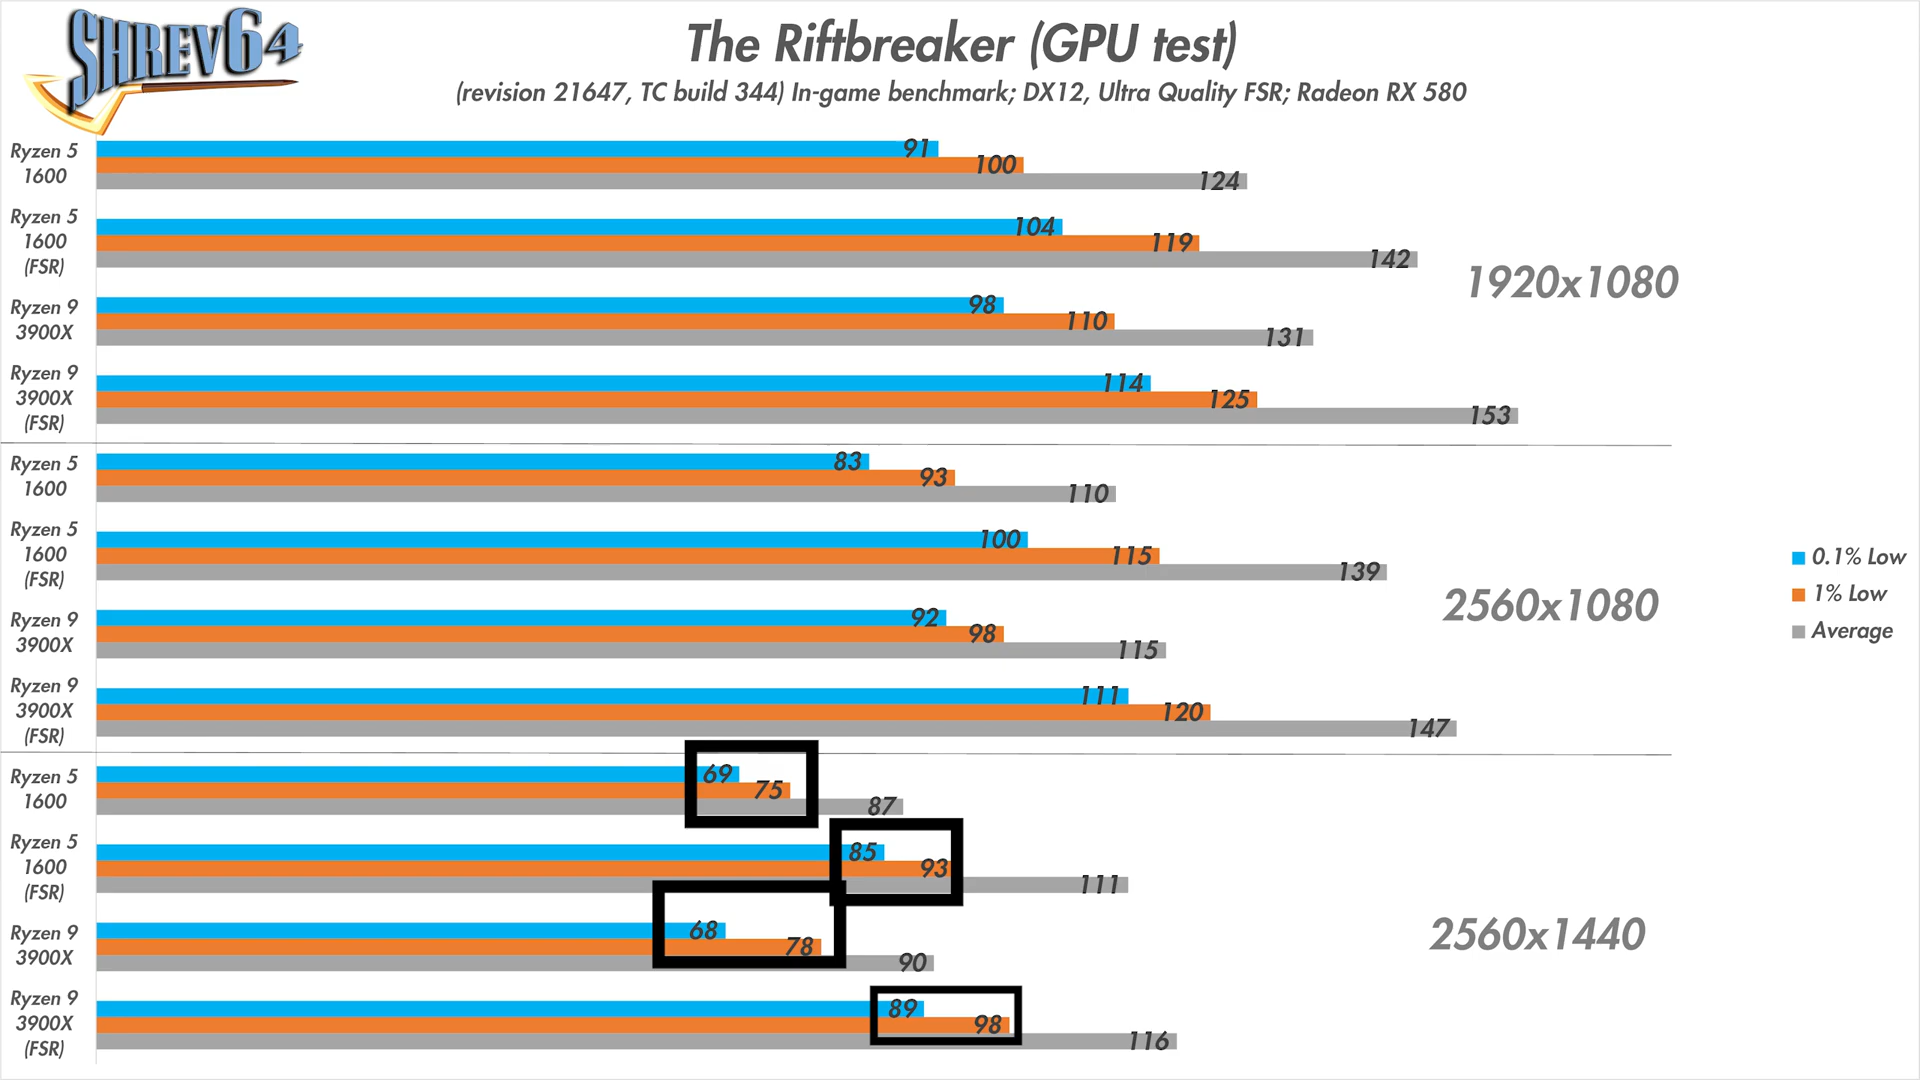 SHREV64
The Riftbreaker (GPU test)
(revision 21647, TC build 344) In-game benchmark; DX12, Ultra Quality FSR; Radeon RX 580
Ryzen 5
1600
91
100
124
Ryzen 5
1600
(FSR)
104
119
142
Ryzen 9
3900X
98
110
131
Ryzen 9
3900X
(FSR)
114
125
153
1920x1080
Ryzen 5
1600
83
93
110
Ryzen 5
1600
(FSR)
100
115
139
Ryzen 9
3900X
92
98
115
Ryzen 9
3900X
(FSR)
111
120
147
2560x1080
Ryzen 5
1600
69
75
87
Ryzen 5
1600
(FSR)
85
93
111
Ryzen 9
3900X
68
78
90
Ryzen 9
3900X
(FSR)
89
98
116
2560x1440
0.1% Low
1% Low
Average